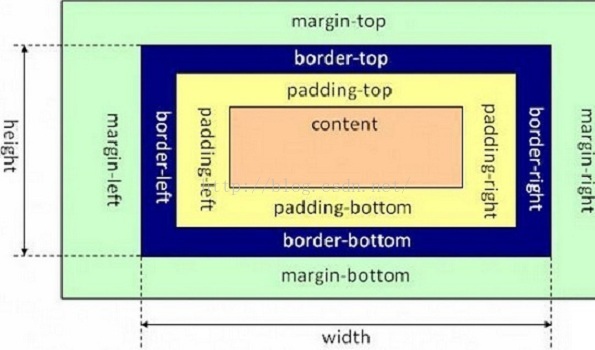 margin-top
border-top
padding-top
content
height
margin-left
border-left
padding-left
padding-right
border-right
margin-right
http://blog.csdn.net/
padding-bottom
border-bottom
margin-bottom
width